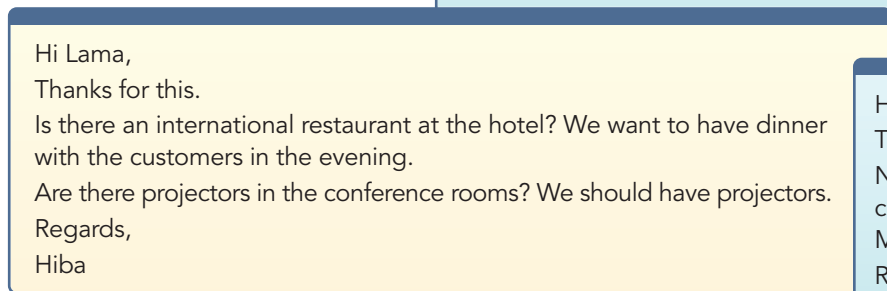 Hi Lama,
Thanks for this.
Is there an international restaurant at the hotel? We want to have dinner
with the customers in the evening.
Are there projectors in the conference rooms? We should have projectors.
Regards,
Hiba